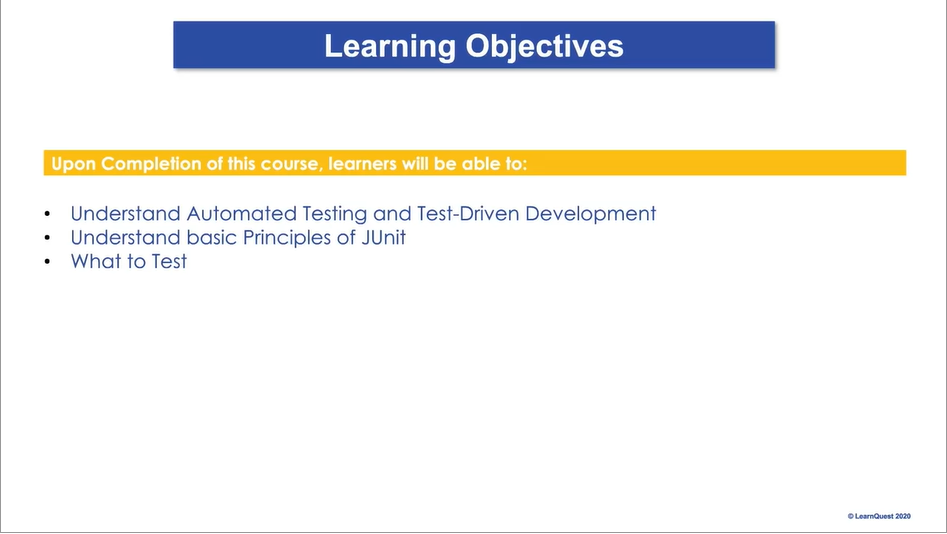 Learning Objectives
Upon Completion of this course, learners will be able to:
• Understand Automated Testing and Test-Driven Development
• Understand basic Principles of JUnit
• What to Test
© LearnQuest 2020